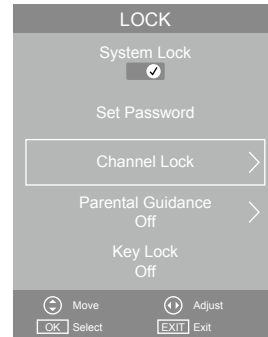 LOCK
System Lock
Set Password
Channel Lock
Parental Guidance
Off
Key Lock
Off
Move Adjust
OK Select EXIT Exit